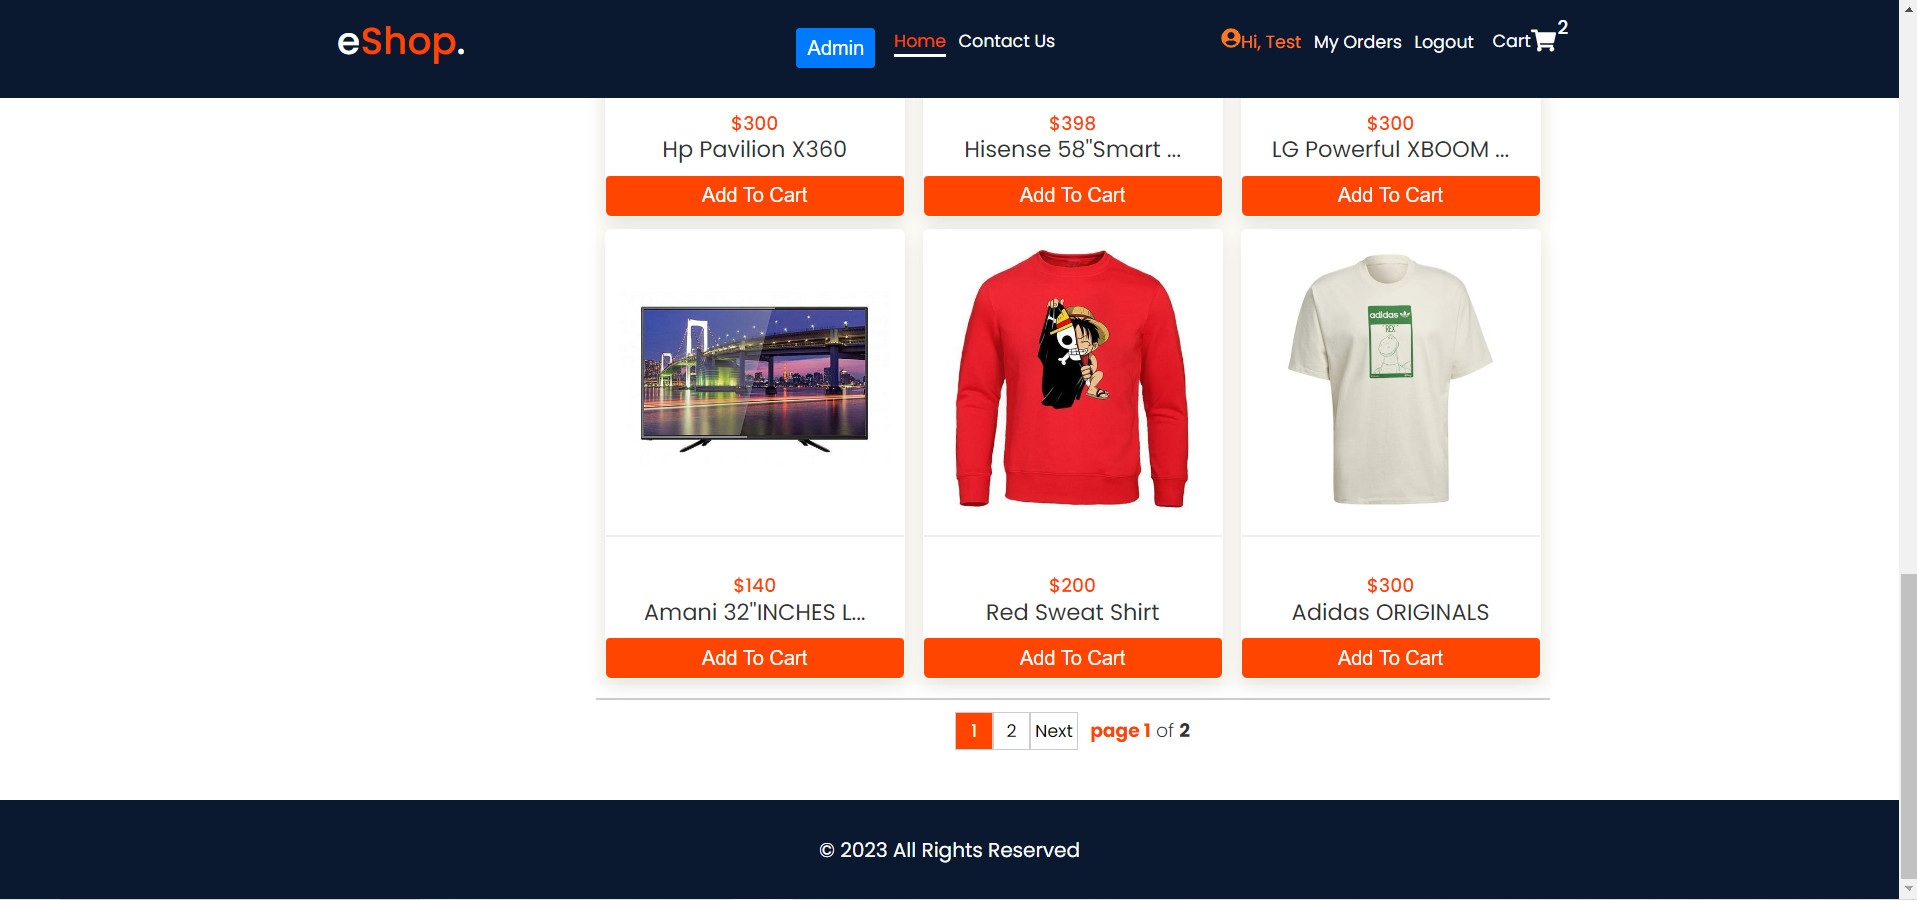 eShop.
Admin
Home
Contact Us
Hi, Test
My Orders
Logout
Cart
2
$300
Hp Pavilion X360
Add To Cart
$398
Hisense 58"Smart ...
Add To Cart
$300
LG Powerful XBOOM ...
Add To Cart
adidas
"REX"
$140
Amani 32"INCHES L...
Add To Cart
$200
Red Sweat Shirt
Add To Cart
$300
Adidas ORIGINALS
Add To Cart
1 2 Next page 1 of 2
© 2023 All Rights Reserved